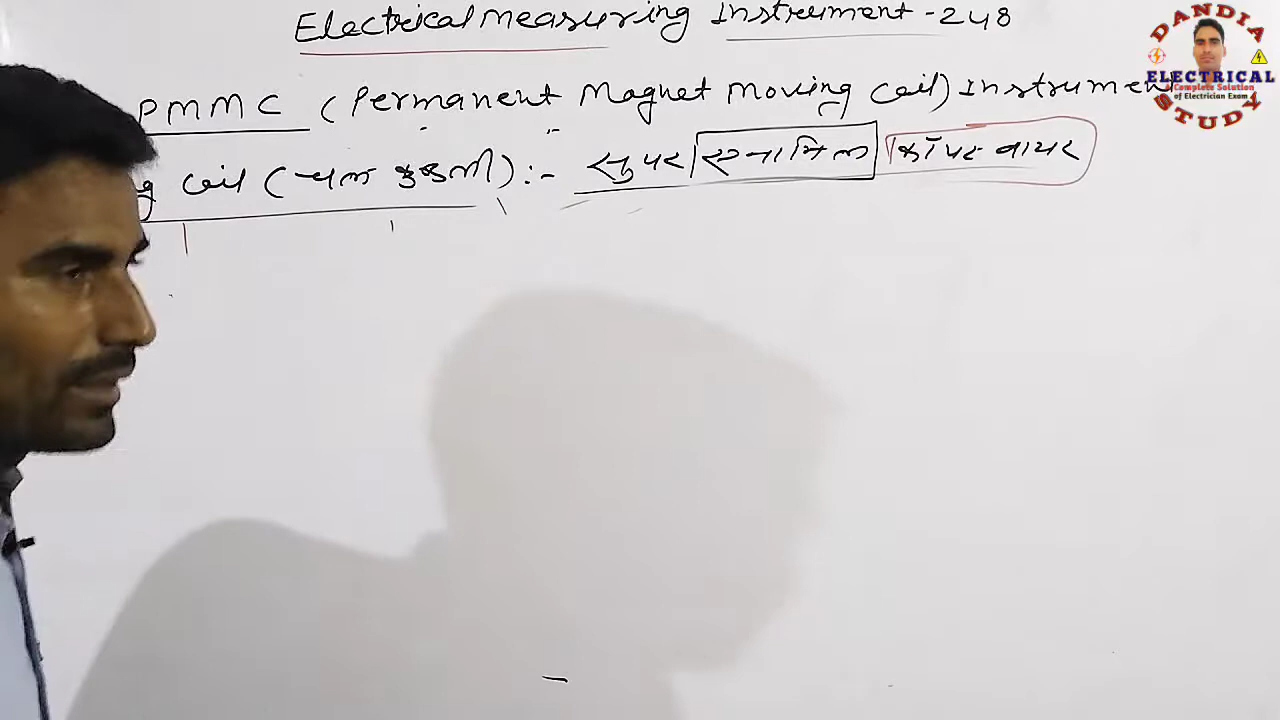 Electrical measuring Instrument - 248
PMMC (Permanent Magnet Moving Coil) Instrument
g coil (चल कुंडली) :- सुपर एनामिल कॉपर वायर
DANDIA
ELECTRICAL
Complete Solution
of Electrician Exam
STUDY